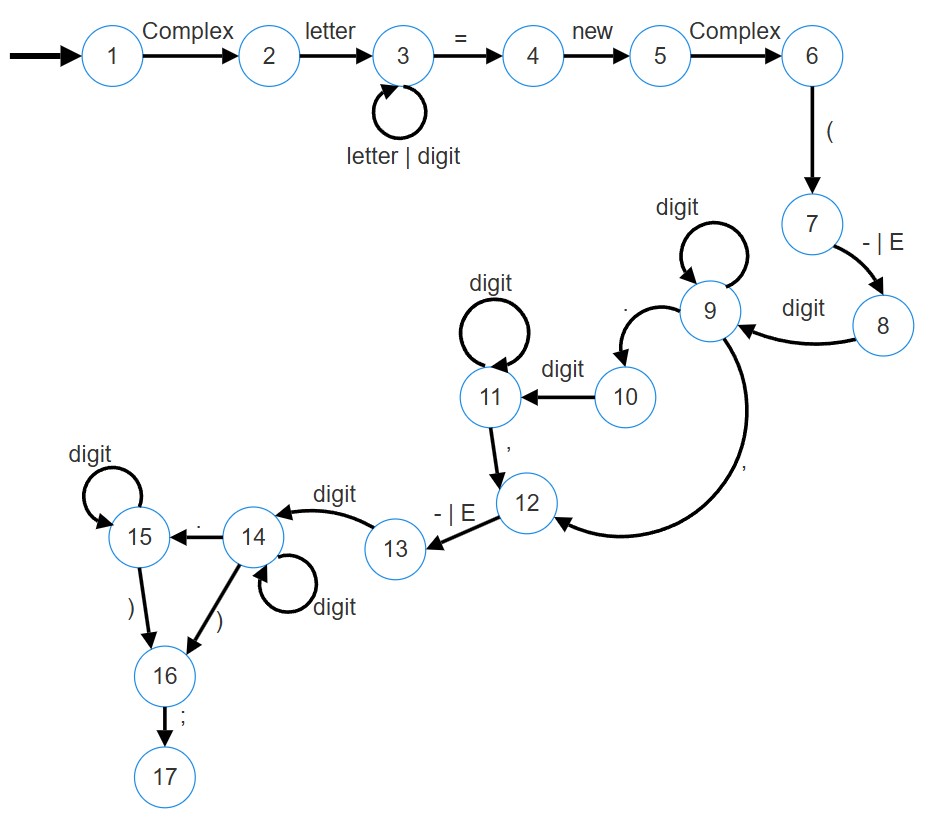 Complex
letter
=
new
Complex
1
2
3
4
5
6
letter | digit
(
7
- | E
digit
9
digit
8
.
digit
11
digit
10
,
,
12
- | E
13
digit
14
digit
.
digit
15
)
)
16
;
17